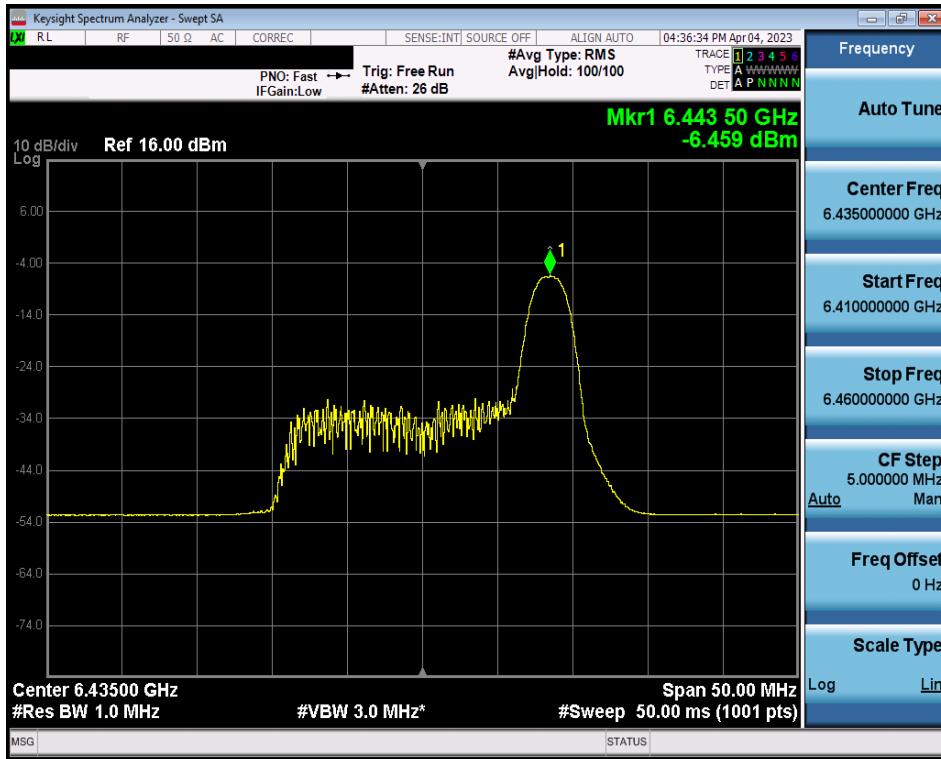 Keysight Spectrum Analyzer - Swept SA
LXI RL RF 50 Ω AC CORREC SENSE:INT SOURCE OFF ALIGN AUTO 04:36:34 PM Apr 04, 2023
PNO: Fast Trig: Free Run #Avg Type: RMS TRACE 1 2 3 4 5 6
IFGain:Low #Atten: 26 dB Avg|Hold: 100/100 TYPE A WWWWW
DET A P N N N N
Mkr1 6.443 50 GHz
-6.459 dBm
10 dB/div Ref 16.00 dBm
Log
1
6.00
-4.00
-14.0
-24.0
-34.0
-44.0
-54.0
-64.0
-74.0
Center 6.43500 GHz Span 50.00 MHz
#Res BW 1.0 MHz #VBW 3.0 MHz* #Sweep 50.00 ms (1001 pts)
MSG STATUS
Frequency
Auto Tune
Center Freq
6.435000000 GHz
Start Freq
6.410000000 GHz
Stop Freq
6.460000000 GHz
CF Step
5.000000 MHz
Auto Man
Freq Offset
0 Hz
Scale Type
Log Lin